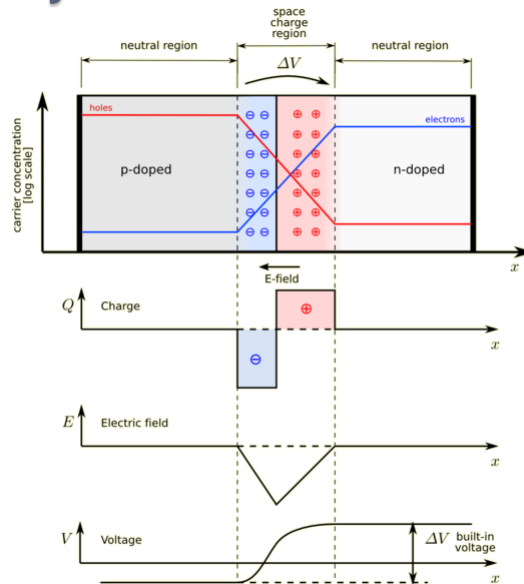 space
charge
region
neutral region
neutral region
ΔV
holes
electrons
p-doped
n-doped
carrier concentration
[log scale]
x
E-field
Q
Charge
x
E
Electric field
x
V
Voltage
ΔV
built-in
voltage
x